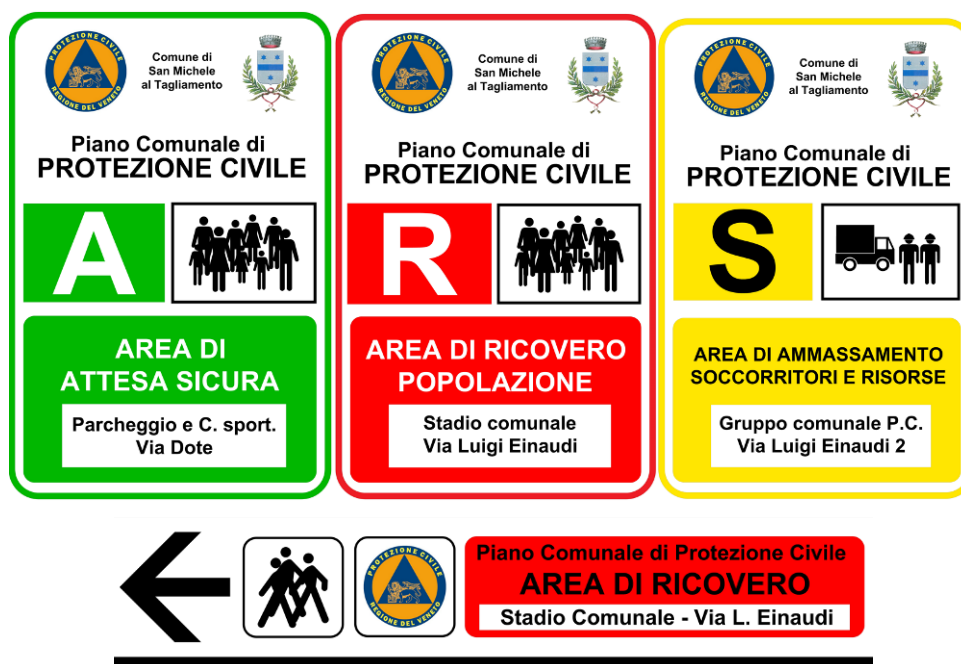 PROTEZIONE CIVILE
REGIONE DEL VENETO
Comune di
San Michele
al Tagliamento
Piano Comunale di
PROTEZIONE CIVILE
A
AREA DI
ATTESA SICURA
Parcheggio e C. sport.
Via Dote
PROTEZIONE CIVILE
REGIONE DEL VENETO
Comune di
San Michele
al Tagliamento
Piano Comunale di
PROTEZIONE CIVILE
R
AREA DI RICOVERO
POPOLAZIONE
Stadio comunale
Via Luigi Einaudi
PROTEZIONE CIVILE
REGIONE DEL VENETO
Comune di
San Michele
al Tagliamento
Piano Comunale di
PROTEZIONE CIVILE
S
AREA DI AMMASSAMENTO
SOCCORRITORI E RISORSE
Gruppo comunale P.C.
Via Luigi Einaudi 2
PROTEZIONE CIVILE
REGIONE DEL VENETO
Piano Comunale di Protezione Civile
AREA DI RICOVERO
Stadio Comunale - Via L. Einaudi